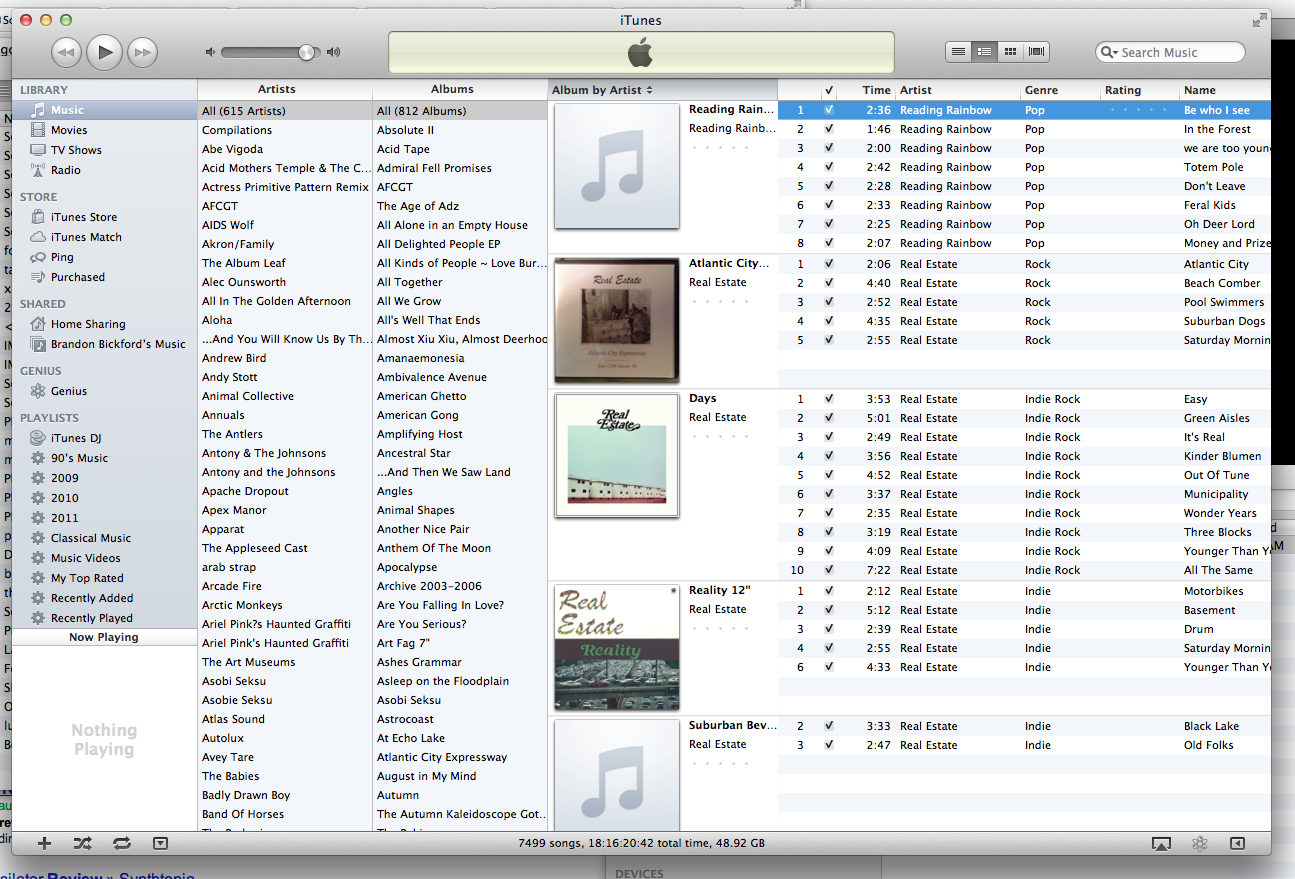 iTunes
Search Music
LIBRARY
Music
Movies
TV Shows
Radio
STORE
iTunes Store
iTunes Match
Ping
Purchased
SHARED
Home Sharing
Brandon Bickford's Music
GENIUS
Genius
PLAYLISTS
iTunes DJ
90's Music
2009
2010
2011
Classical Music
Music Videos
My Top Rated
Recently Added
Recently Played
Now Playing
Nothing
Playing
Artists
All (615 Artists)
Compilations
Abe Vigoda
Acid Mothers Temple & The C...
Actress Primitive Pattern Remix
AFCGT
AIDS Wolf
Akron/Family
The Album Leaf
Alec Ounsworth
All In The Golden Afternoon
Aloha
...And You Will Know Us By Th...
Andrew Bird
Andy Stott
Animal Collective
Annuals
The Antlers
Antony & The Johnsons
Antony and the Johnsons
Apache Dropout
Apex Manor
Apparat
The Appleseed Cast
arab strap
Arcade Fire
Arctic Monkeys
Ariel Pink?s Haunted Graffiti
Ariel Pink's Haunted Graffiti
The Art Museums
Asobi Seksu
Asobie Seksu
Atlas Sound
Autolux
Avey Tare
The Babies
Badly Drawn Boy
Band Of Horses
Albums
All (812 Albums)
Absolute II
Acid Tape
Admiral Fell Promises
AFCGT
The Age of Adz
All Alone in an Empty House
All Delighted People EP
All Kinds of People ~ Love Bur...
All Together
All We Grow
All's Well That Ends
Almost Xiu Xiu, Almost Deerhoo
Amanaemonesia
Ambivalence Avenue
American Ghetto
American Gong
Amplifying Host
Ancestral Star
...And Then We Saw Land
Angles
Animal Shapes
Another Nice Pair
Anthem Of The Moon
Apocalypse
Archive 2003-2006
Are You Falling In Love?
Are You Serious?
Art Fag 7"
Ashes Grammar
Asleep on the Floodplain
Asobi Seksu
Astrocoast
At Echo Lake
Atlantic City Expressway
August in My Mind
Autumn
The Autumn Kaleidoscope Got...
Album by Artist ✓ Time Artist Genre Rating Name
Reading Rain...
Reading Rainb...
1 ✓ 2:36 Reading Rainbow Pop Be who I see
2 ✓ 1:46 Reading Rainbow Pop In the Forest
3 ✓ 2:00 Reading Rainbow Pop we are too youn
4 ✓ 2:42 Reading Rainbow Pop Totem Pole
5 ✓ 2:28 Reading Rainbow Pop Don't Leave
6 ✓ 2:33 Reading Rainbow Pop Feral Kids
7 ✓ 2:25 Reading Rainbow Pop Oh Deer Lord
8 ✓ 2:07 Reading Rainbow Pop Money and Prize
Real Estate
Atlantic City Expressway
Atlantic City...
Real Estate
1 ✓ 2:06 Real Estate Rock Atlantic City
2 ✓ 4:40 Real Estate Rock Beach Comber
3 ✓ 2:52 Real Estate Rock Pool Swimmers
4 ✓ 4:35 Real Estate Rock Suburban Dogs
5 ✓ 2:55 Real Estate Rock Saturday Mornin
Real
Estate
Days
Real Estate
1 ✓ 3:53 Real Estate Indie Rock Easy
2 ✓ 5:01 Real Estate Indie Rock Green Aisles
3 ✓ 2:49 Real Estate Indie Rock It's Real
4 ✓ 3:56 Real Estate Indie Rock Kinder Blumen
5 ✓ 4:52 Real Estate Indie Rock Out Of Tune
6 ✓ 3:37 Real Estate Indie Rock Municipality
7 ✓ 2:35 Real Estate Indie Rock Wonder Years
8 ✓ 3:19 Real Estate Indie Rock Three Blocks
9 ✓ 4:09 Real Estate Indie Rock Younger Than Y
10 ✓ 7:22 Real Estate Indie Rock All The Same
Real
Estate
Reality
Reality 12"
Real Estate
1 ✓ 2:12 Real Estate Indie Motorbikes
2 ✓ 5:12 Real Estate Indie Basement
3 ✓ 2:39 Real Estate Indie Drum
4 ✓ 2:55 Real Estate Indie Saturday Mornin
6 ✓ 4:33 Real Estate Indie Younger Than Y
Suburban Bev...
Real Estate
2 ✓ 3:33 Real Estate Indie Black Lake
3 ✓ 2:47 Real Estate Indie Old Folks
7499 songs, 18:16:20:42 total time, 48.92 GB
DEVICES